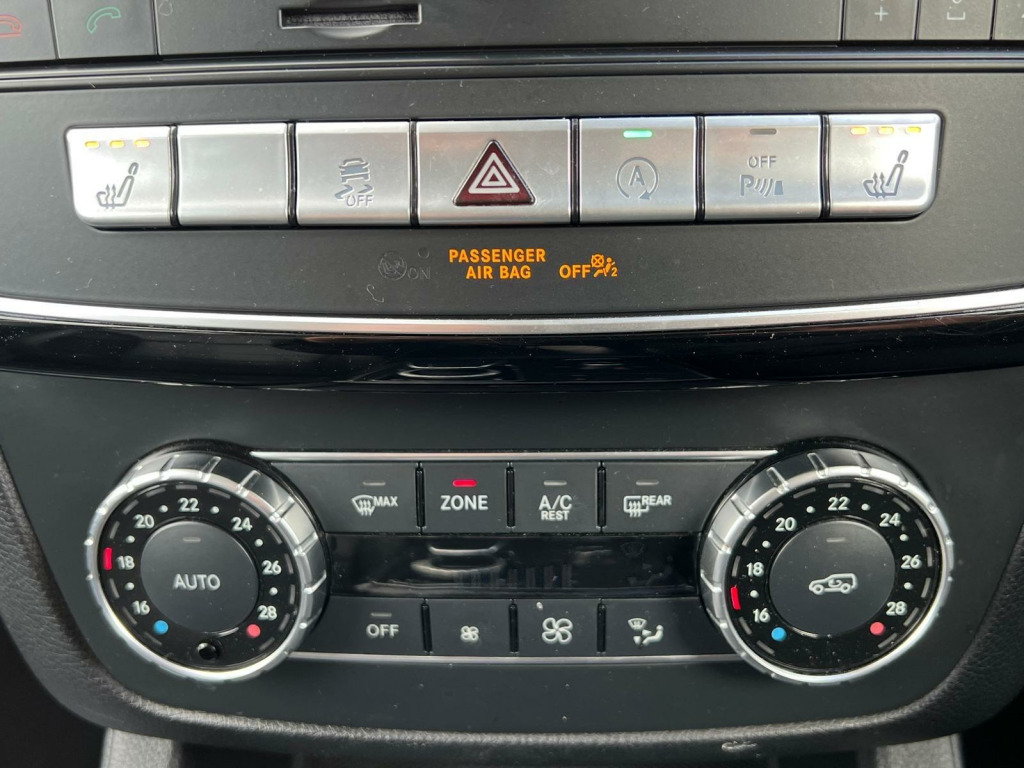 OFF
A
OFF
P
ON
PASSENGER
AIR BAG
OFF
2
MAX
ZONE
A/C
REST
REAR
16 18 20 22 24 26 28
AUTO
16 18 20 22 24 26 28
OFF